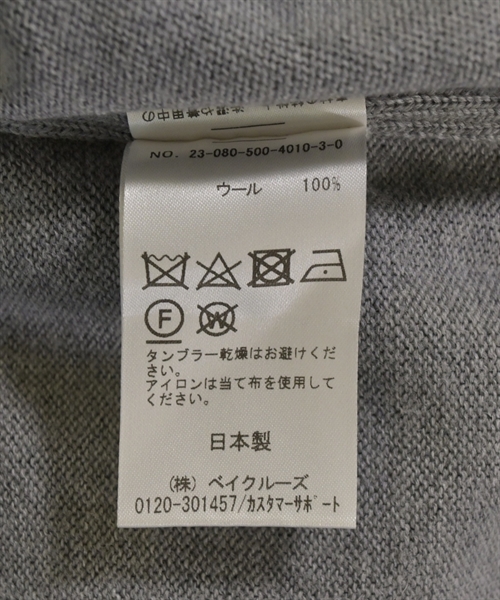 NO. 23-080-500-4010-3-0
ウール 100%
F
W
タンブラー乾燥はお避けくだ
さい。
アイロンは当て布を使用して
ください。
日本製
(株) ベイクルーズ
0120-301457/カスタマーサポート